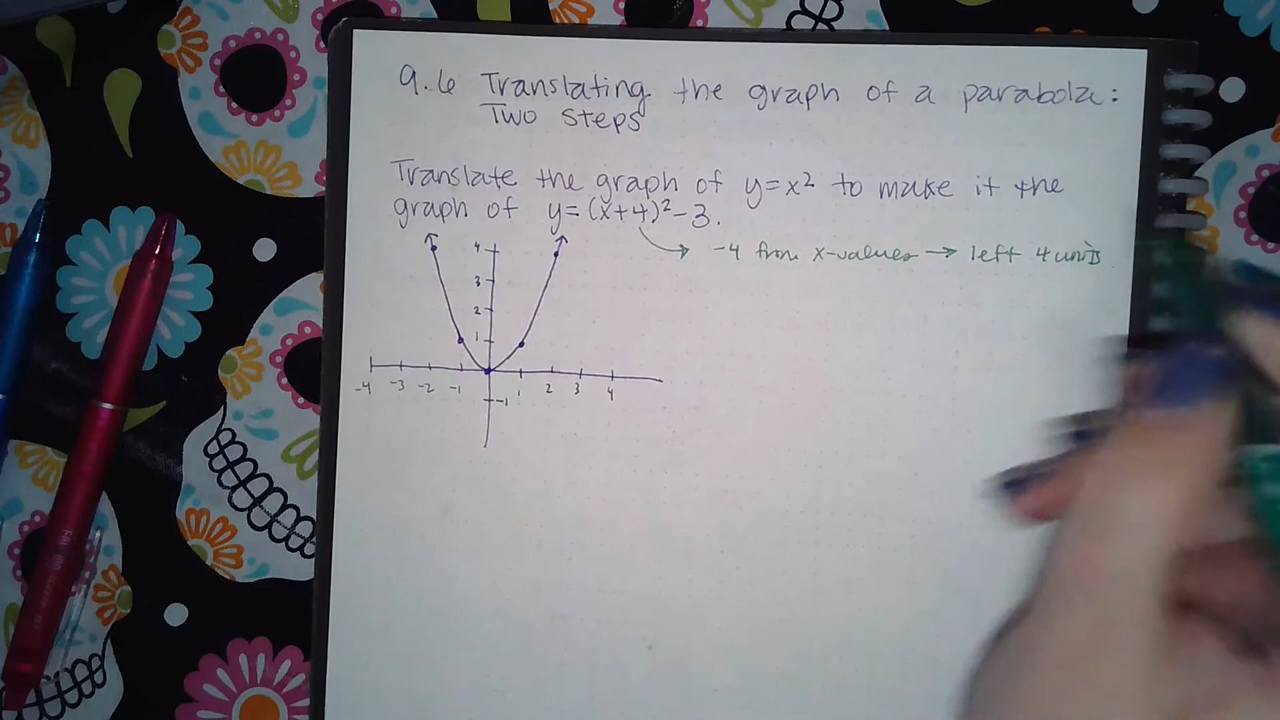 9.6 Translating the graph of a parabola:
Two Steps
Translate the graph of y=x² to make it the
graph of y=(x+4)²-3.
→ -4 from x-values → left 4 units
4
3
2
1
-4 -3 -2 -1 1 2 3 4
-1